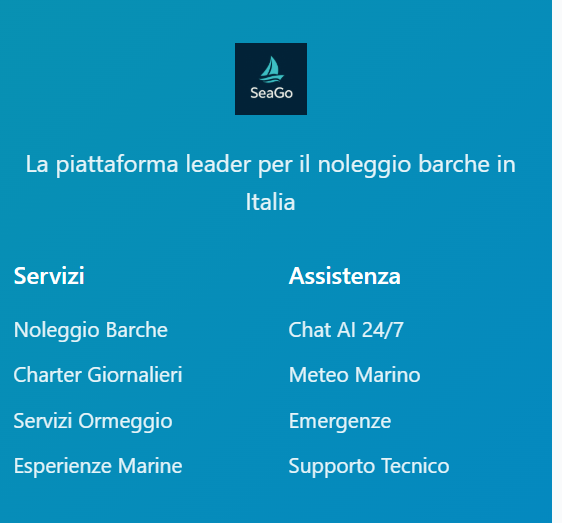 SeaGo
La piattaforma leader per il noleggio barche in
Italia
Servizi
Noleggio Barche
Charter Giornalieri
Servizi Ormeggio
Esperienze Marine
Assistenza
Chat AI 24/7
Meteo Marino
Emergenze
Supporto Tecnico